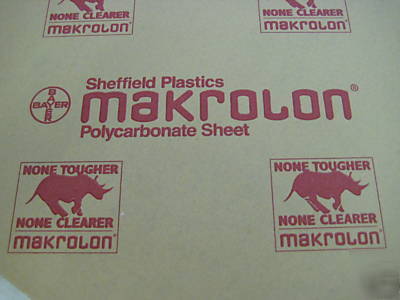 NONE CLEARER
makrolon
NONE CLEARER
makrolon
Sheffield Plastics
BAYER
BAYER
makrolon®
Polycarbonate Sheet
NONE TOUGHER
NONE CLEARER
makrolon®
NONE TOUGHER
NONE CLEARER
makrolon®